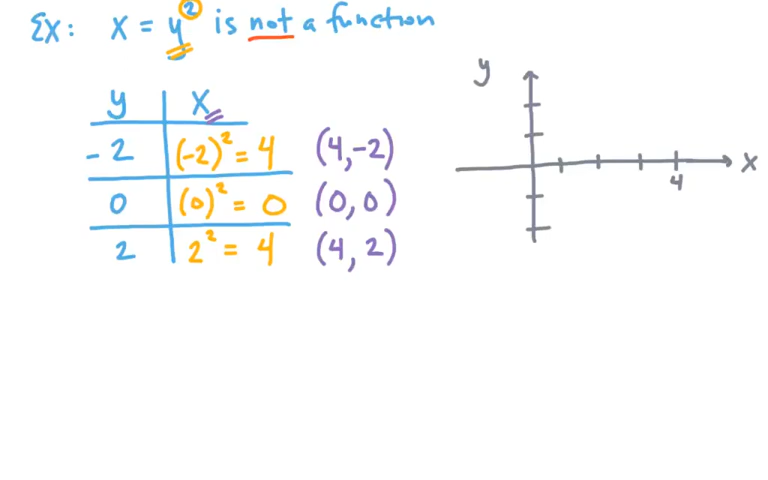 Ex: x = y² is not a function
y x
-2 (-2)² = 4 (4,-2)
0 (0)² = 0 (0, 0)
2 2² = 4 (4, 2)
y
x
4